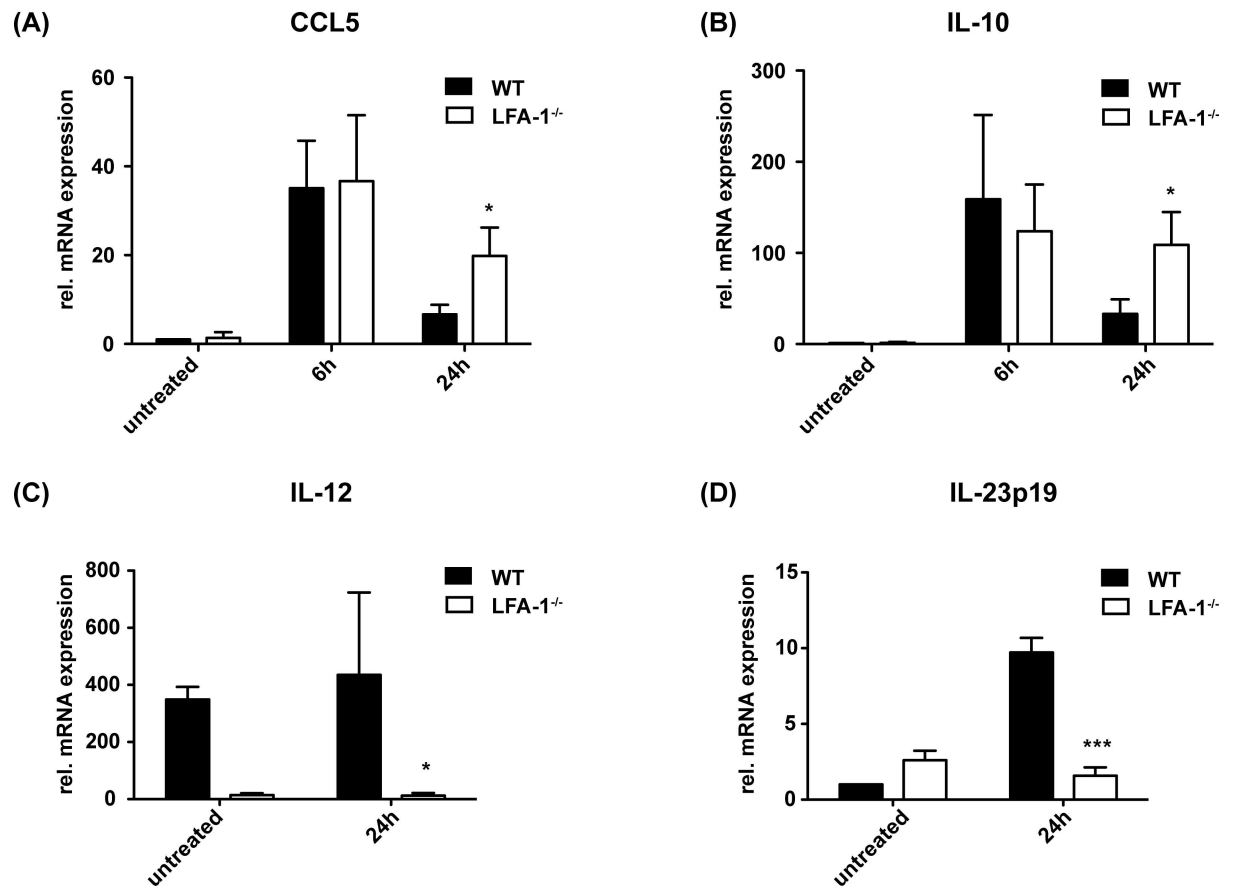 (A)
CCL5
rel. mRNA expression
60
40
20
0
WT
LFA-1-/-
*
untreated
6h
24h
(B)
IL-10
rel. mRNA expression
300
200
100
0
WT
LFA-1-/-
*
untreated
6h
24h
(C)
IL-12
rel. mRNA expression
800
600
400
200
0
WT
LFA-1-/-
*
untreated
24h
(D)
IL-23p19
rel. mRNA expression
15
10
5
0
WT
LFA-1-/-
***
untreated
24h